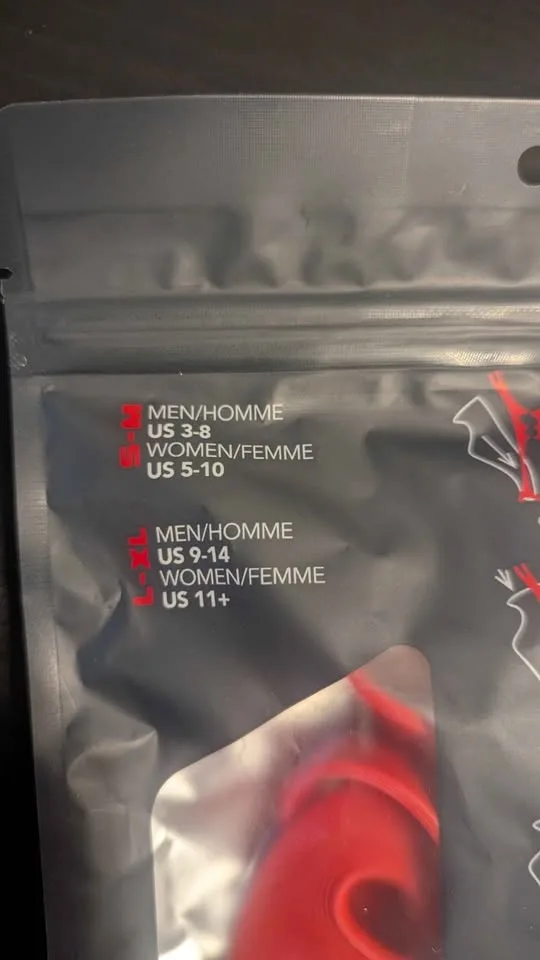 S-M
MEN/HOMME
US 3-8
WOMEN/FEMME
US 5-10
L-XL
MEN/HOMME
US 9-14
WOMEN/FEMME
US 11+